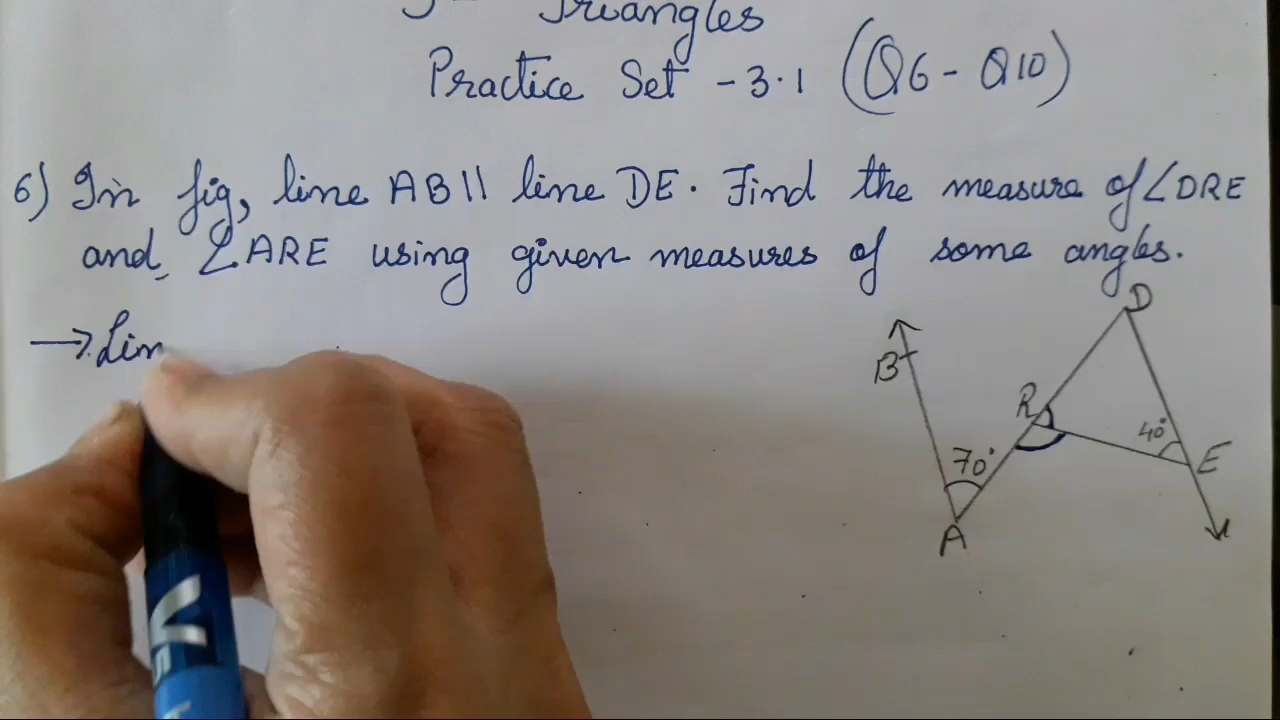 Triangles
Practice Set - 3.1 (Q6 - Q10)
6) In fig, line AB || line DE. Find the measure of ∠DRE
and, ∠ARE using given measures of some angles.
→ Lin
D
B
R
40°
E
70°
A
V5